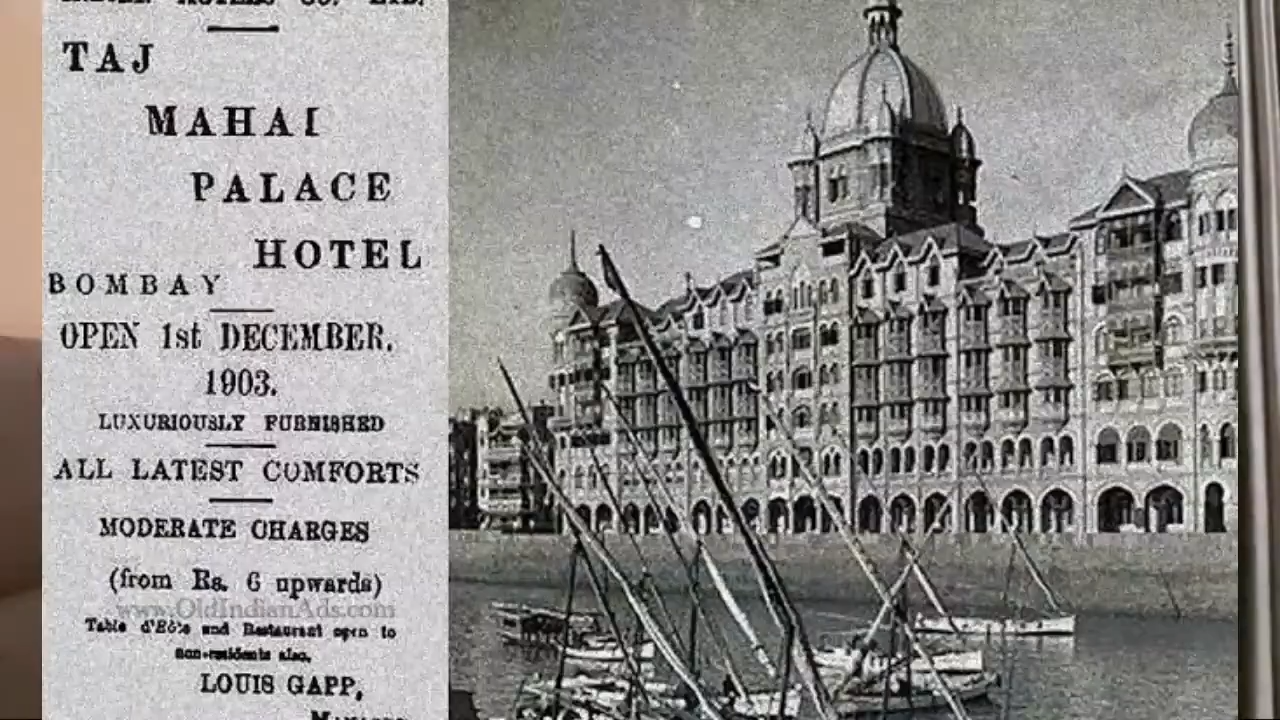 TAJ
MAHAL
PALACE
HOTEL
BOMBAY
OPEN 1st DECEMBER.
1903.
LUXURIOUSLY FURNISHED
ALL LATEST COMFORTS
MODERATE CHARGES
(from Rs. 6 upwards)
www.OldIndianAds.com
Table d'Hôte and Restaurant open to
non-residents also.
LOUIS GAPP,